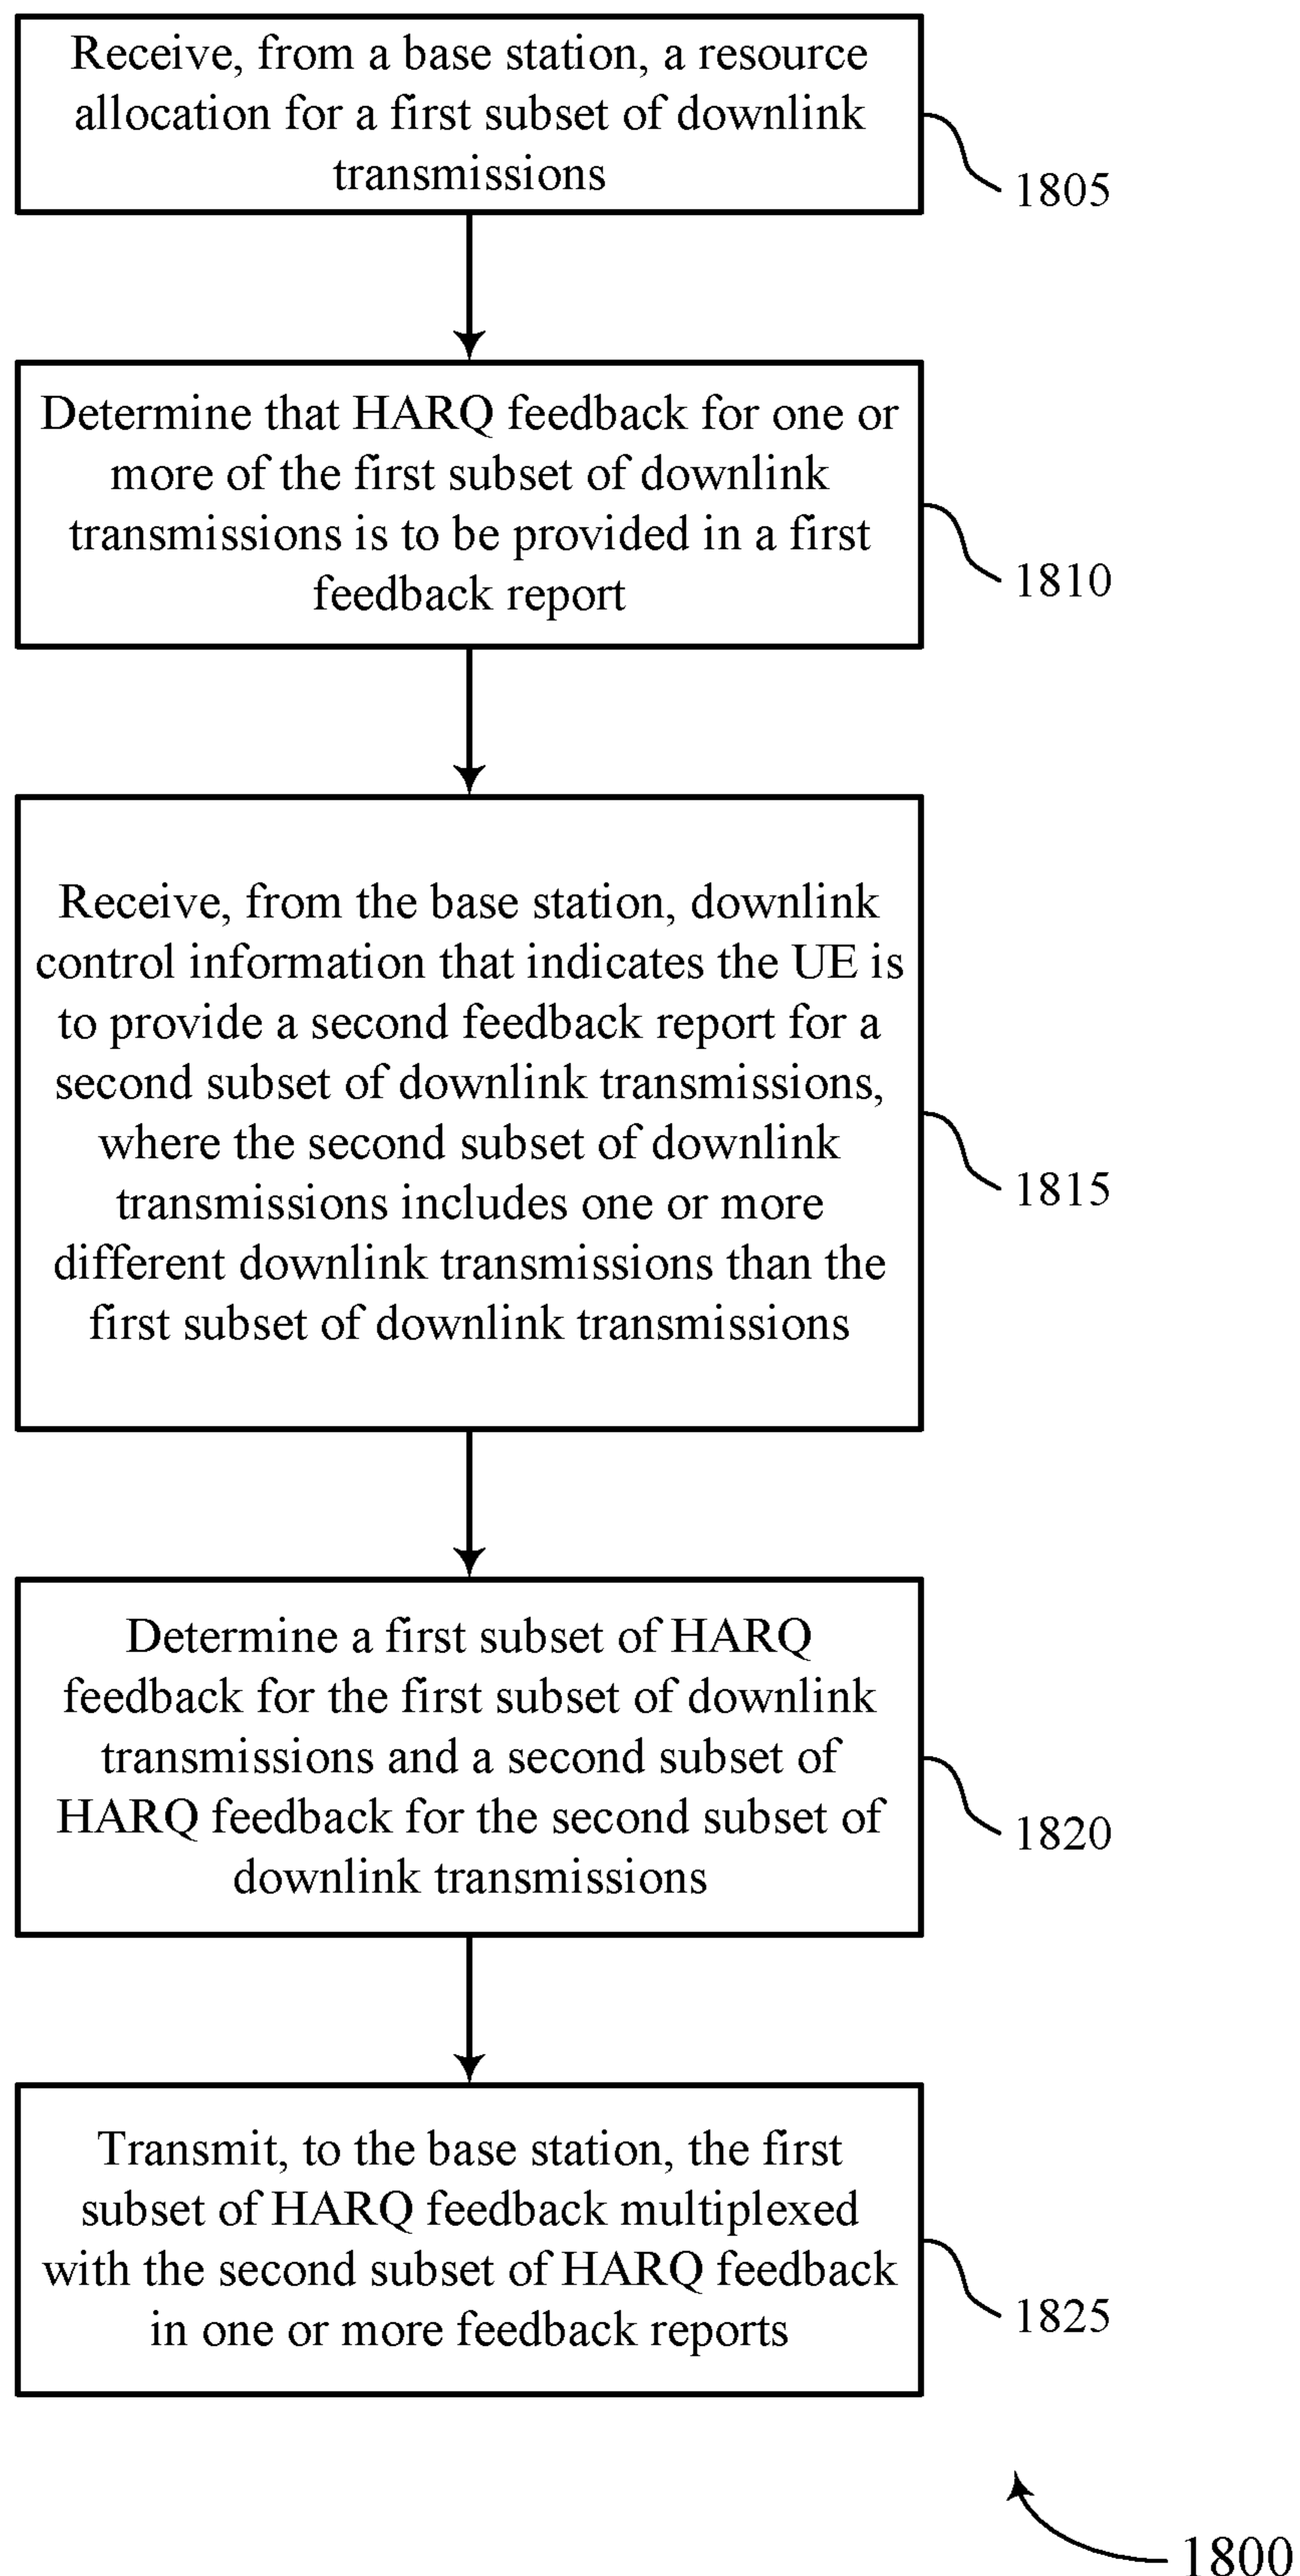 Receive, from a base station, a resource
allocation for a first subset of downlink
transmissions
1805
Determine that HARQ feedback for one or
more of the first subset of downlink
transmissions is to be provided in a first
feedback report
1810
Receive, from the base station, downlink
control information that indicates the UE is
to provide a second feedback report for a
second subset of downlink transmissions,
where the second subset of downlink
transmissions includes one or more
different downlink transmissions than the
first subset of downlink transmissions
1815
Determine a first subset of HARQ
feedback for the first subset of downlink
transmissions and a second subset of
HARQ feedback for the second subset of
downlink transmissions
1820
Transmit, to the base station, the first
subset of HARQ feedback multiplexed
with the second subset of HARQ feedback
in one or more feedback reports
1825
1800